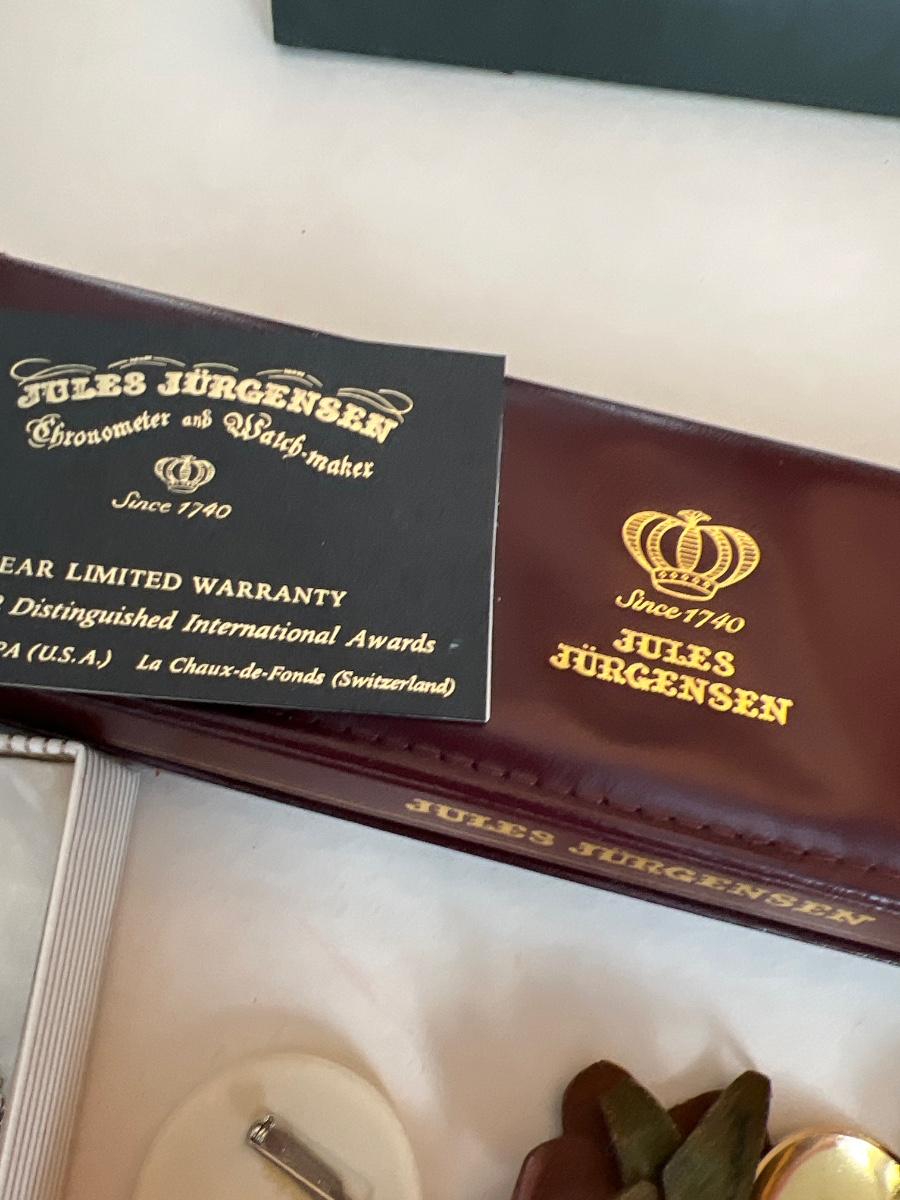 JULES JÜRGENSEN
Chronometer and Watch-maker
Since 1740
EAR LIMITED WARRANTY
Distinguished International Awards
PA (U.S.A.) La Chaux-de-Fonds (Switzerland)
Since 1740
JULES
JÜRGENSEN
JULES JÜRGENSEN